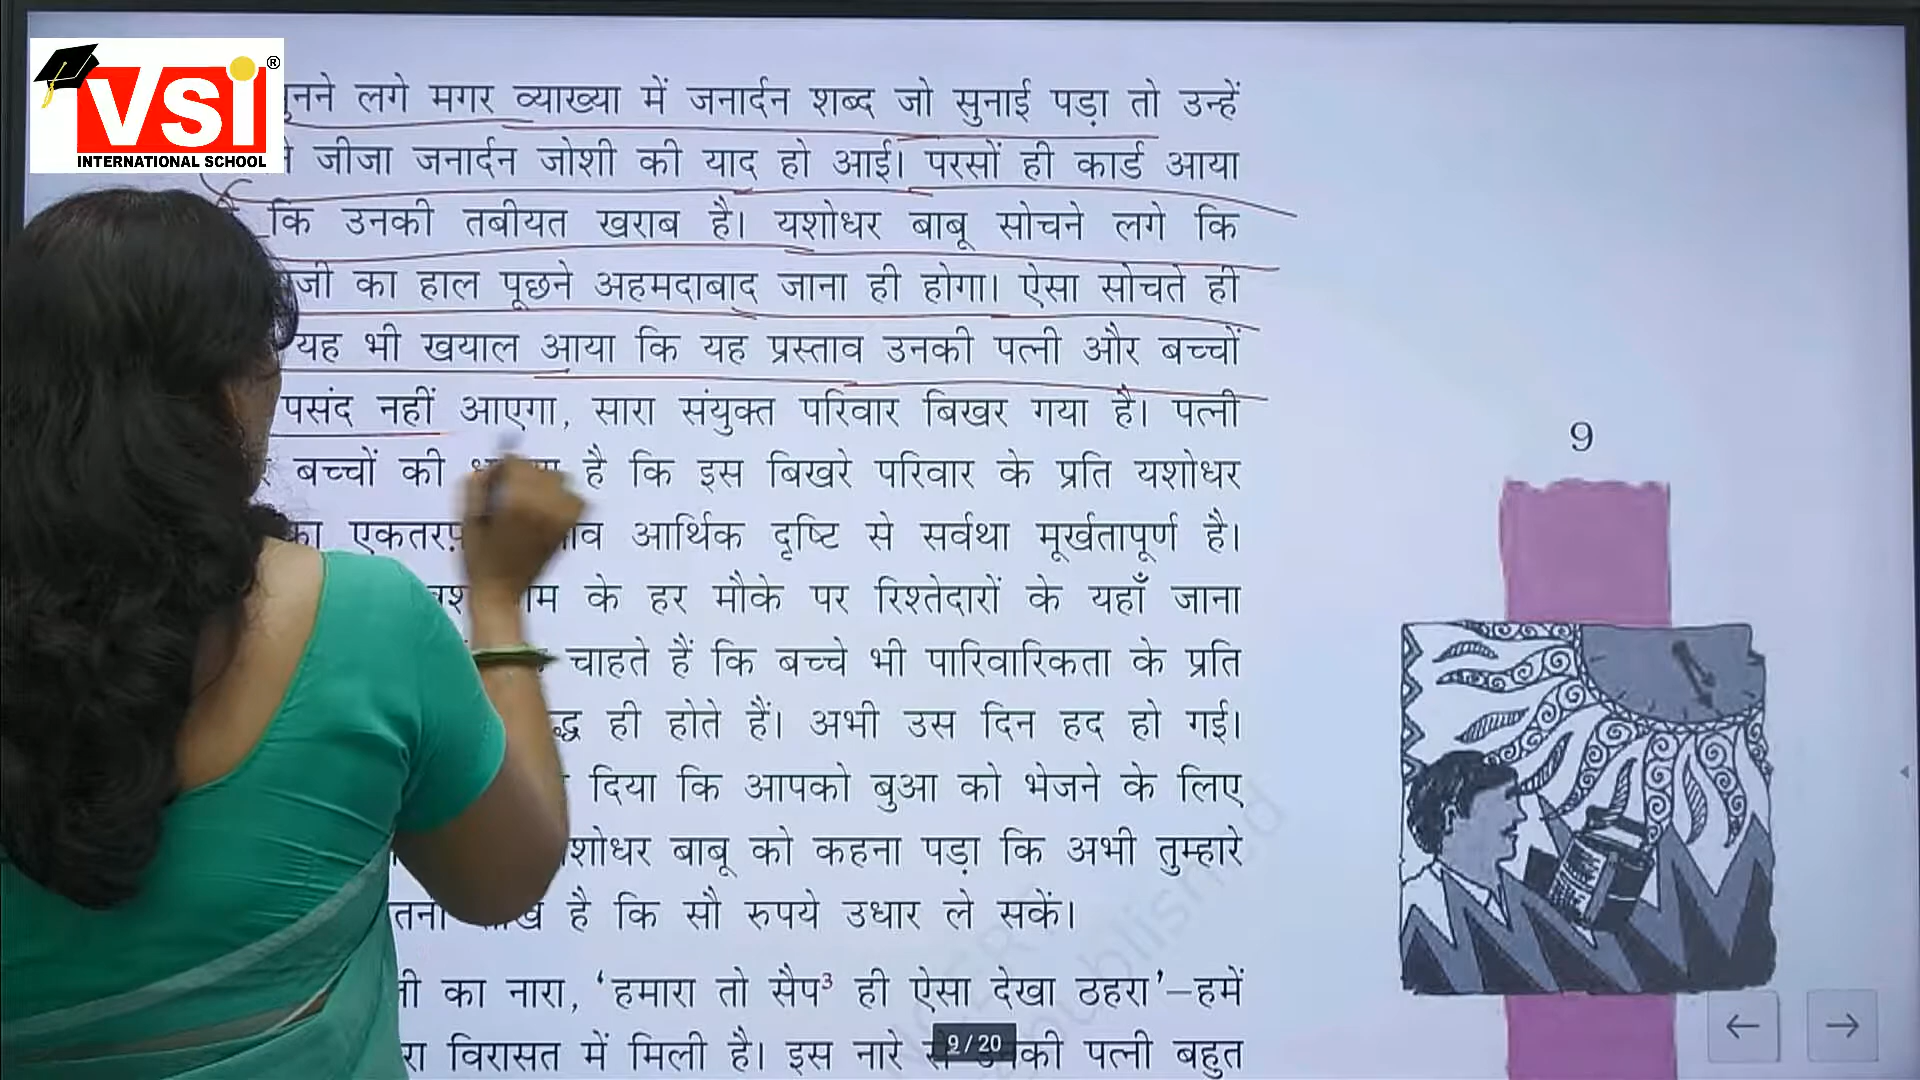 VSI ®
INTERNATIONAL SCHOOL
लगे मगर व्याख्या में जनार्दन शब्द जो सुनाई पड़ा तो उन्हें
जीजा जनार्दन जोशी की याद हो आई। परसों ही कार्ड आया
कि उनकी तबीयत खराब है। यशोधर बाबू सोचने लगे कि
का हाल पूछने अहमदाबाद जाना ही होगा। ऐसा सोचते ही
यह भी खयाल आया कि यह प्रस्ताव उनकी पत्नी और बच्चों
पसंद नहीं आएगा, सारा संयुक्त परिवार बिखर गया है। पत्नी
बच्चों की है कि इस बिखरे परिवार के प्रति यशोधर
आर्थिक दृष्टि से सर्वथा मूर्खतापूर्ण है।
के हर मौके पर रिश्तेदारों के यहाँ जाना
चाहते हैं कि बच्चे भी पारिवारिकता के प्रति
ही होते हैं। अभी उस दिन हद हो गई।
दिया कि आपको बुआ को भेजने के लिए
बाबू को कहना पड़ा कि अभी तुम्हारे
है कि सौ रुपये उधार ले सकें।
का नारा, ‘हमारा तो सैप3 ही ऐसा देखा ठहरा’–हमें
विरासत में मिली है। इस नारे पत्नी बहुत
9
9 / 20